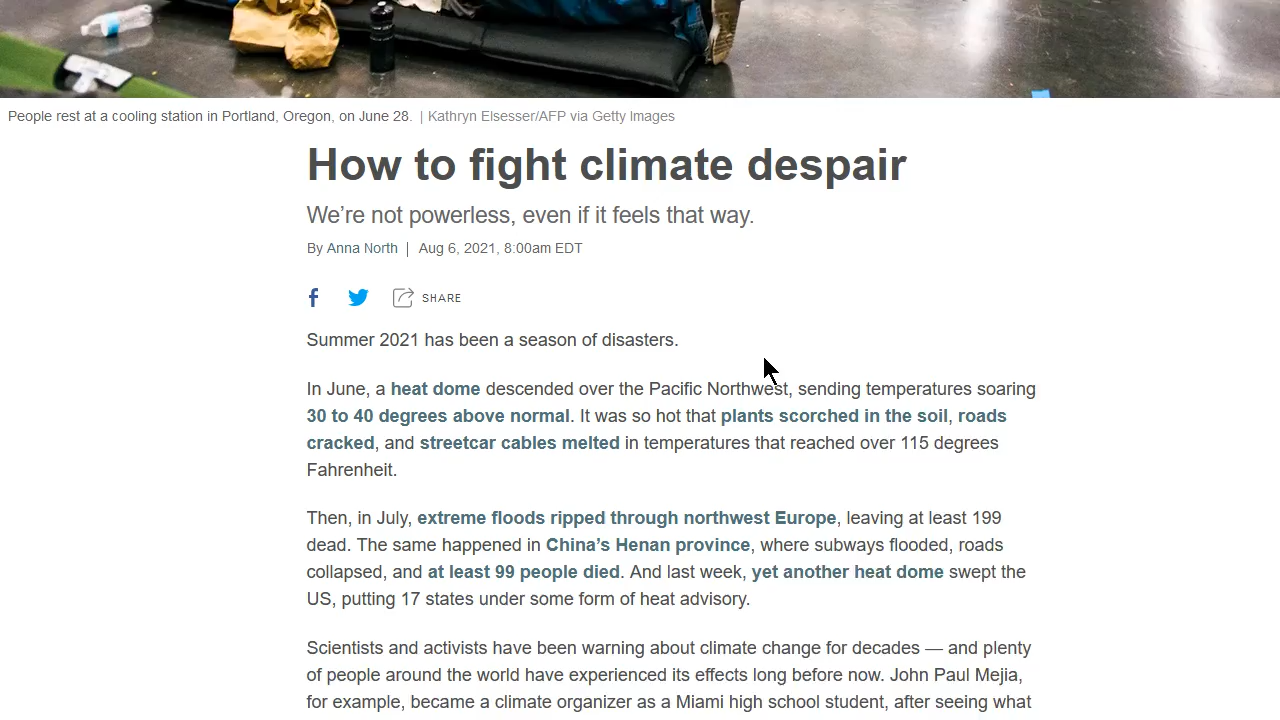 People rest at a cooling station in Portland, Oregon, on June 28. | Kathryn Elsesser/AFP via Getty Images
How to fight climate despair
We’re not powerless, even if it feels that way.
By Anna North | Aug 6, 2021, 8:00am EDT
SHARE
Summer 2021 has been a season of disasters.
In June, a heat dome descended over the Pacific Northwest, sending temperatures soaring
30 to 40 degrees above normal. It was so hot that plants scorched in the soil, roads
cracked, and streetcar cables melted in temperatures that reached over 115 degrees
Fahrenheit.
Then, in July, extreme floods ripped through northwest Europe, leaving at least 199
dead. The same happened in China’s Henan province, where subways flooded, roads
collapsed, and at least 99 people died. And last week, yet another heat dome swept the
US, putting 17 states under some form of heat advisory.
Scientists and activists have been warning about climate change for decades — and plenty
of people around the world have experienced its effects long before now. John Paul Mejia,
for example, became a climate organizer as a Miami high school student, after seeing what